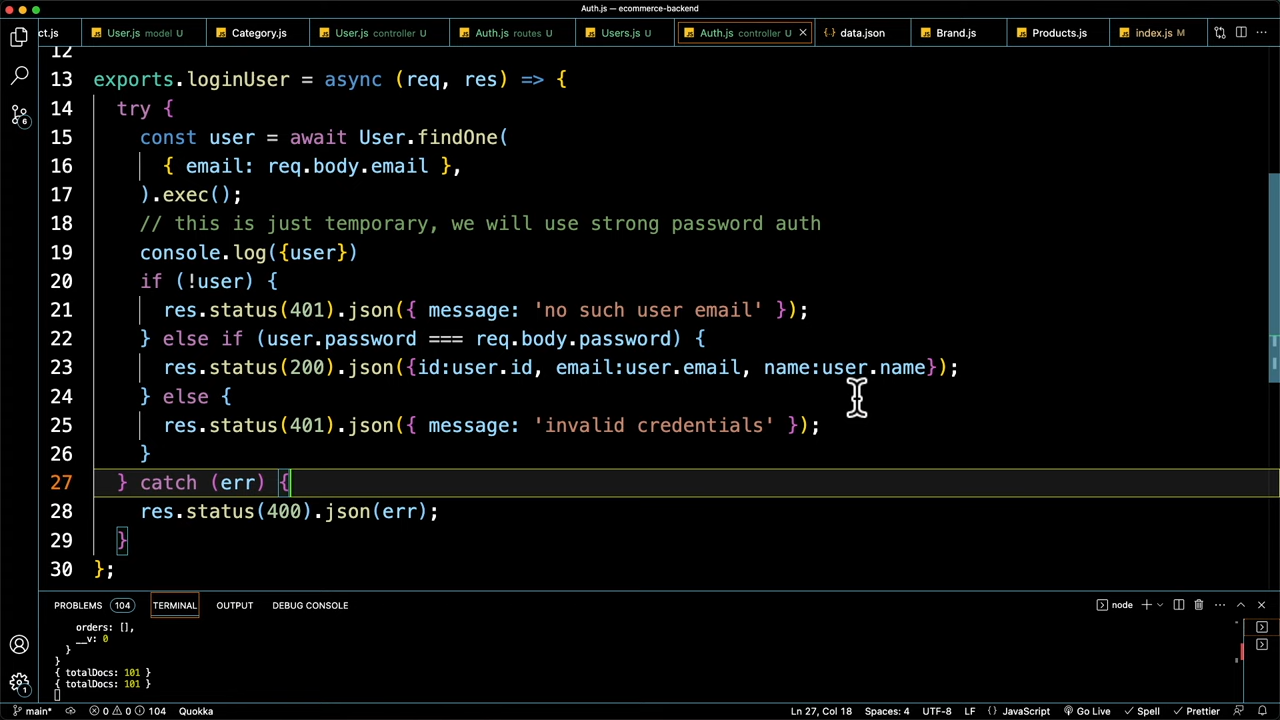 Auth.js — ecommerce-backend
ct.js
User.js model U
Category.js
User.js controller U
Auth.js routes U
Users.js U
Auth.js controller U
data.json
Brand.js
Products.js
index.js M
12
13 exports.loginUser = async (req, res) => {
14 try {
15 const user = await User.findOne(
16 { email: req.body.email },
17 ).exec();
18 // this is just temporary, we will use strong password auth
19 console.log({user})
20 if (!user) {
21 res.status(401).json({ message: 'no such user email' });
22 } else if (user.password === req.body.password) {
23 res.status(200).json({id:user.id, email:user.email, name:user.name});
24 } else {
25 res.status(401).json({ message: 'invalid credentials' });
26 }
27 } catch (err) {
28 res.status(400).json(err);
29 }
30 };
PROBLEMS 104 TERMINAL OUTPUT DEBUG CONSOLE node
orders: [],
__v: 0
}
}
{ totalDocs: 101 }
{ totalDocs: 101 }
6
1
main* 0 0 104 Quokka Ln 27, Col 18 Spaces: 4 UTF-8 LF {} JavaScript Go Live Spell Prettier